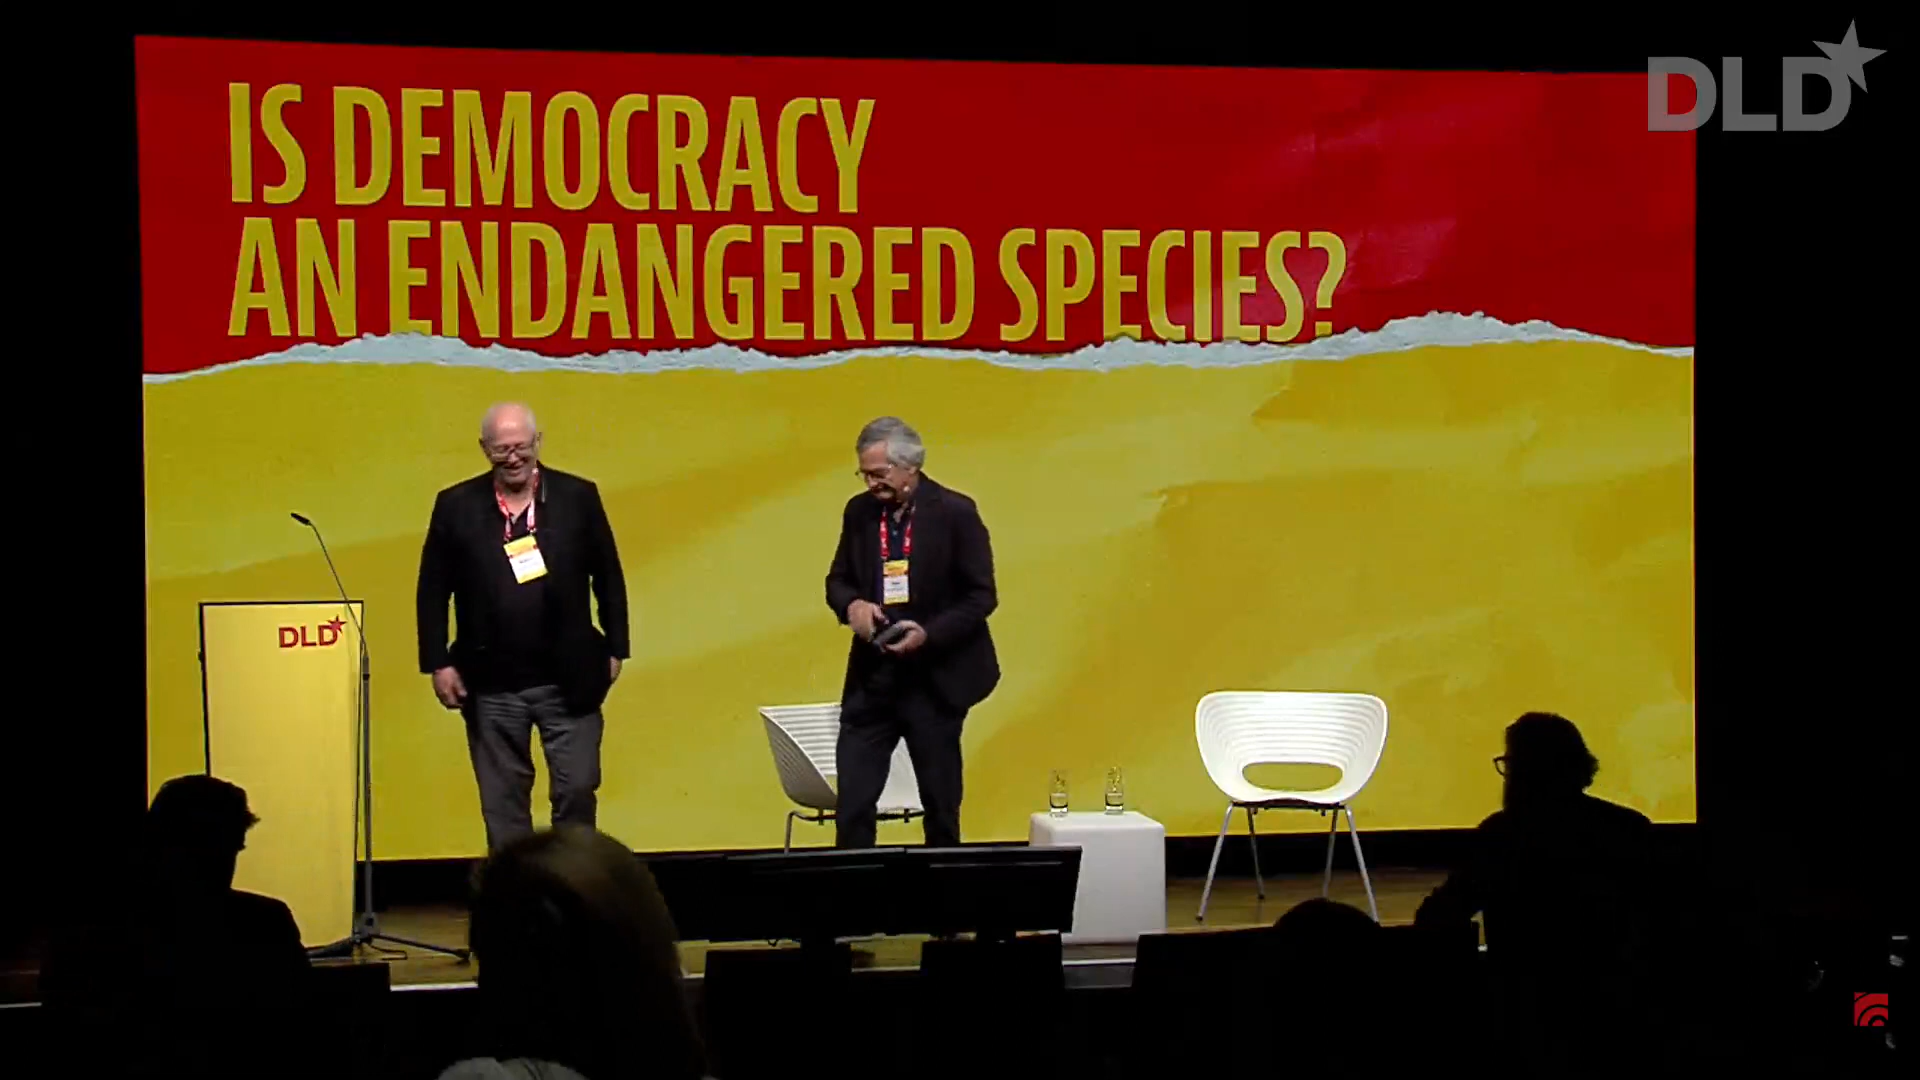 IS DEMOCRACY
AN ENDANGERED SPECIES?
DLD
DLD